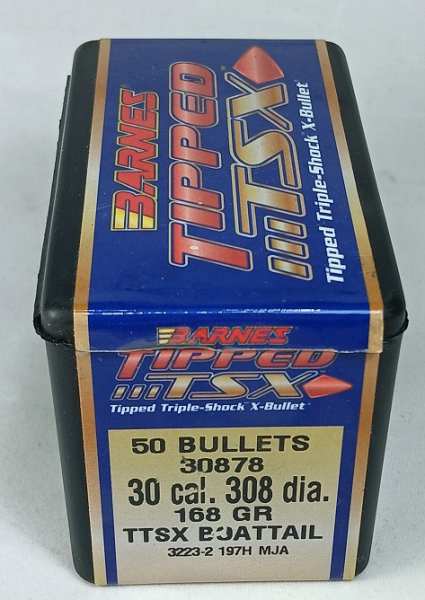 BARNES
TIPPED
TSX
Tipped Triple-Shock X-Bullet
BARNES
TIPPED
TSX
Tipped Triple-Shock X-Bullet™
50 BULLETS
30878
30 cal. 308 dia.
168 GR
TTSX BOATTAIL
3223-2 197H MJA